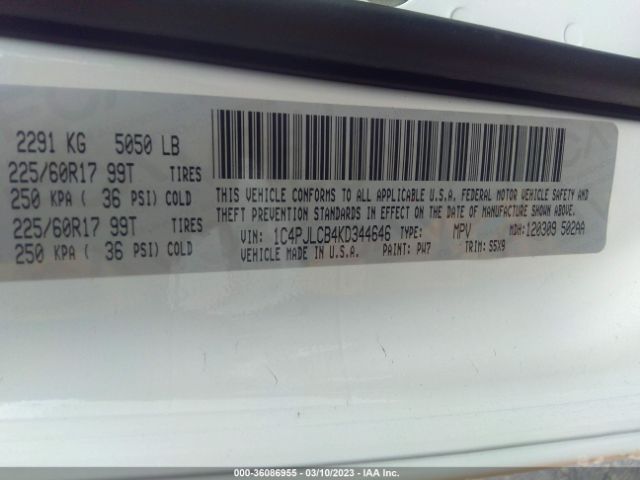 2291 KG 5050 LB
225/60R17 99T TIRES
250 KPA ( 36 PSI) COLD
225/60R17 99T TIRES
250 KPA ( 36 PSI) COLD
THIS VEHICLE CONFORMS TO ALL APPLICABLE U.S.A. FEDERAL MOTOR VEHICLE SAFETY AND
THEFT PREVENTION STANDARDS IN EFFECT ON THE DATE OF MANUFACTURE SHOWN ABOVE.
VIN: 1C4PJLCB4KD344646 TYPE: MPV MDH: 120309 502AA
VEHICLE MADE IN U.S.A. PAINT: PW7 TRIM: S5X9
000-36086955 — 03/10/2023 — IAA Inc.